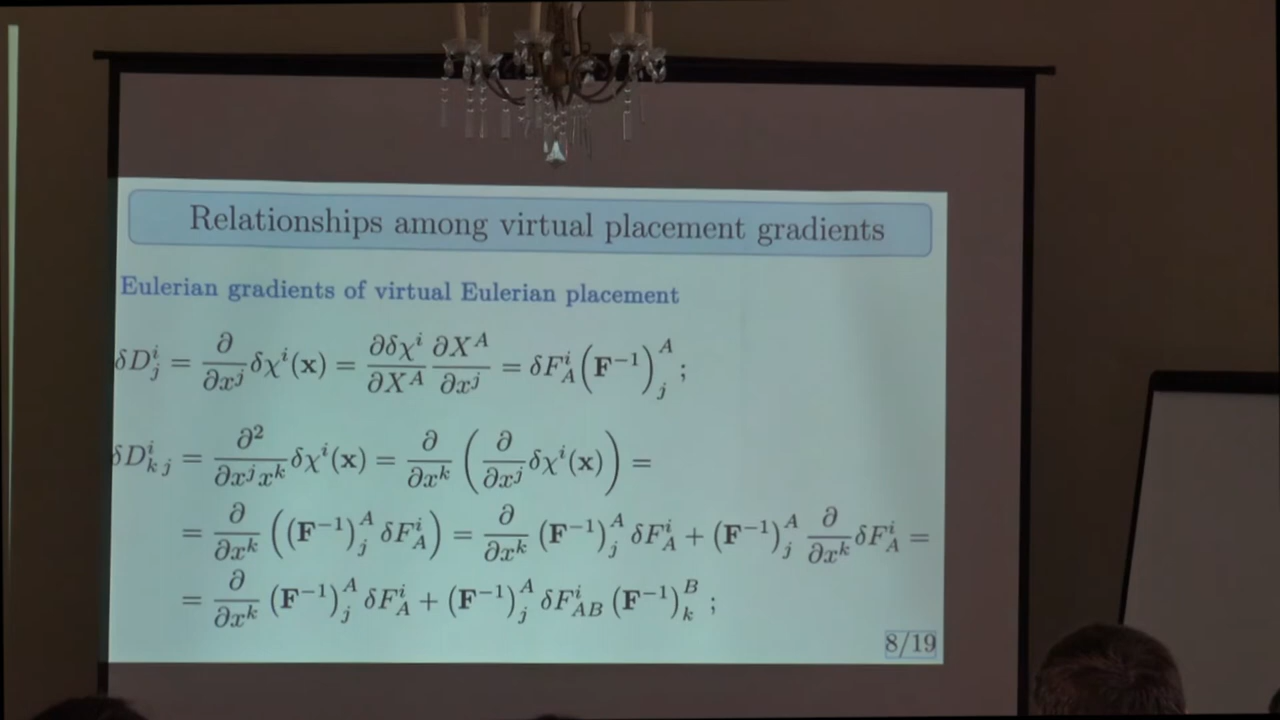 Relationships among virtual placement gradients
Eulerian gradients of virtual Eulerian placement
δD^i_j = ∂/∂x^j δχ^i(x) = ∂δχ^i/∂X^A ∂X^A/∂x^j = δF^i_A (F^{-1})^A_j ;
δD^i_{kj} = ∂²/∂x^j x^k δχ^i(x) = ∂/∂x^k ( ∂/∂x^j δχ^i(x) ) =
= ∂/∂x^k ( (F^{-1})^A_j δF^i_A ) = ∂/∂x^k (F^{-1})^A_j δF^i_A + (F^{-1})^A_j ∂/∂x^k δF^i_A =
= ∂/∂x^k (F^{-1})^A_j δF^i_A + (F^{-1})^A_j δF^i_{AB} (F^{-1})^B_k ;
8/19